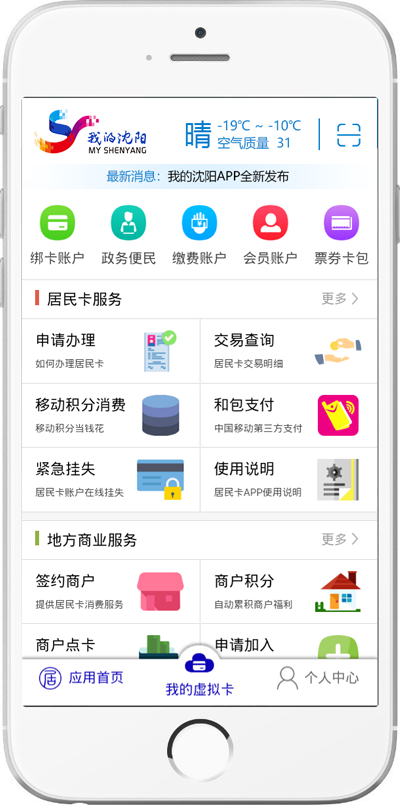 我的沈阳
MY SHENYANG
晴
-19℃ ~ -10℃
空气质量 31
最新消息：我的沈阳APP全新发布
绑卡账户 政务便民 缴费账户 会员账户 票券卡包
居民卡服务 更多
申请办理
如何办理居民卡
交易查询
居民卡交易明细
移动积分消费
移动积分当钱花
和包支付
中国移动第三方支付
紧急挂失
居民卡账户在线挂失
使用说明
居民卡APP使用说明
地方商业服务 更多
签约商户
提供居民卡消费服务
商户积分
自动累积商户福利
商户点卡
申请加入
居 应用首页
我的虚拟卡
个人中心